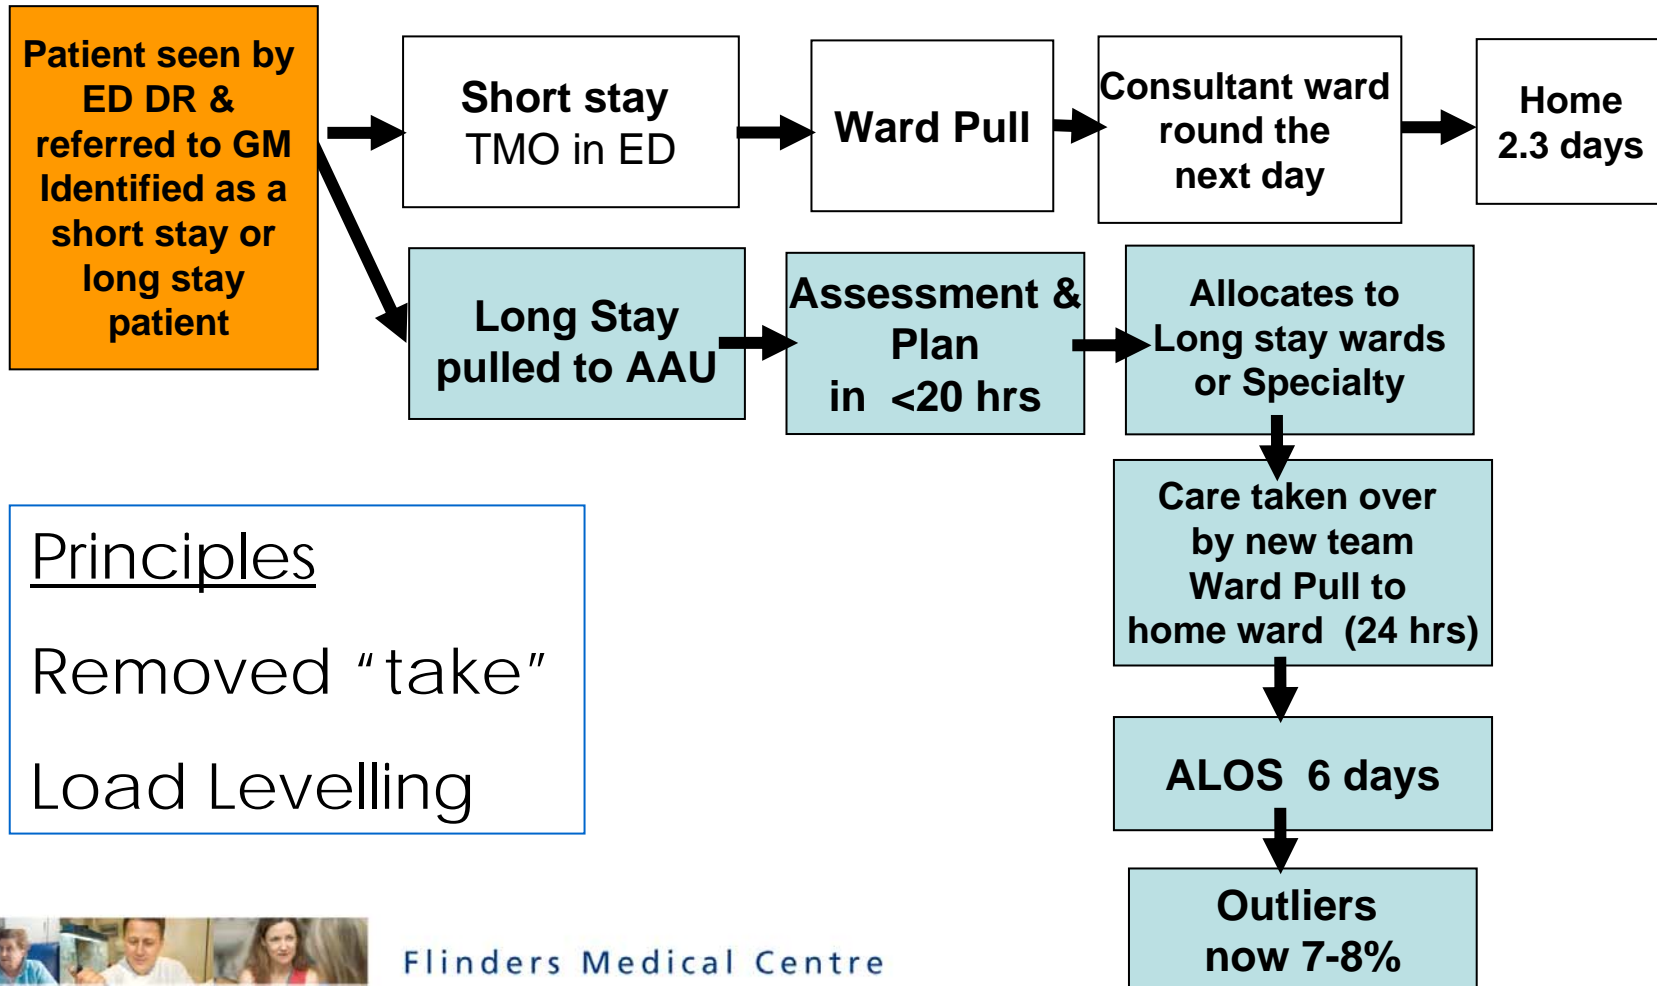 Patient seen by
ED DR &
referred to GM
Identified as a
short stay or
long stay
patient
Short stay
TMO in ED
Ward Pull
Consultant ward
round the
next day
Home
2.3 days
Long Stay
pulled to AAU
Assessment &
Plan
in <20 hrs
Allocates to
Long stay wards
or Specialty
Care taken over
by new team
Ward Pull to
home ward (24 hrs)
ALOS 6 days
Outliers
now 7-8%
Principles
Removed “take”
Load Levelling
Flinders Medical Centre